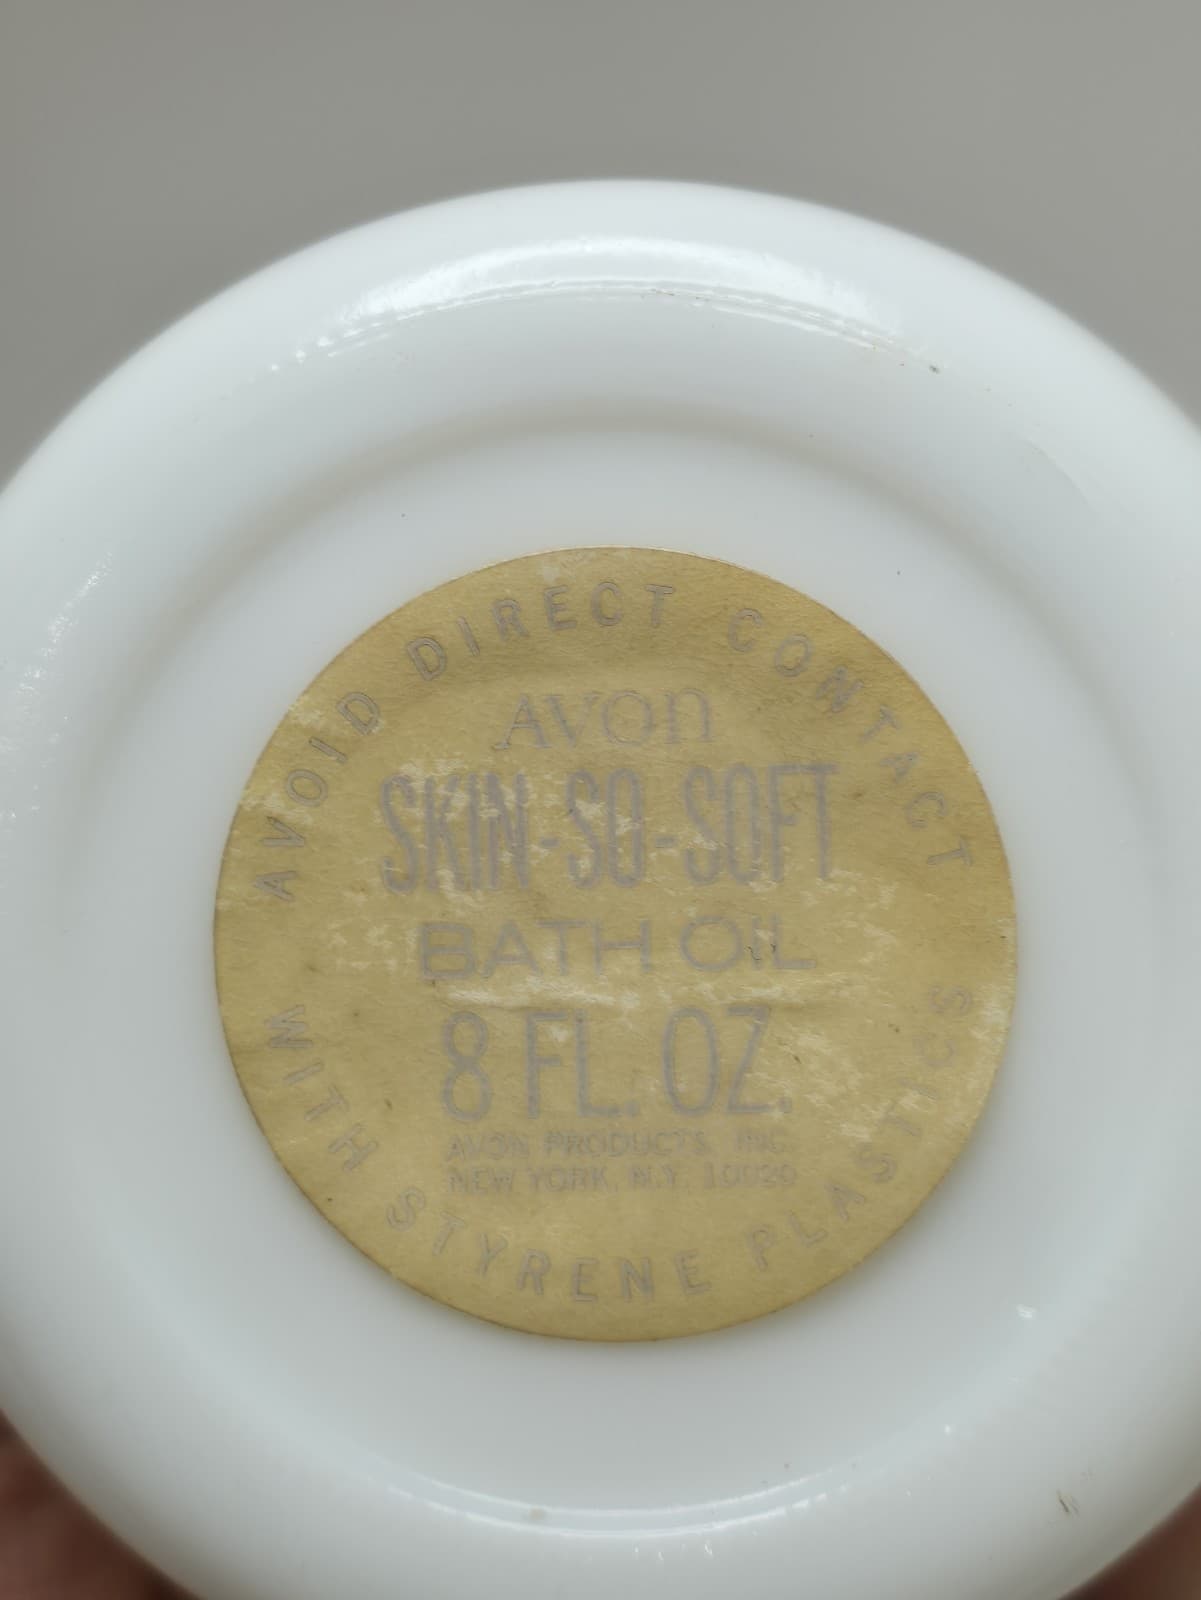 AVOID DIRECT CONTACT
AVON
SKIN-SO-SOFT
BATH OIL
8 FL. OZ.
AVON PRODUCTS, INC.
NEW YORK, N.Y. 10020
WITH STYRENE PLASTICS